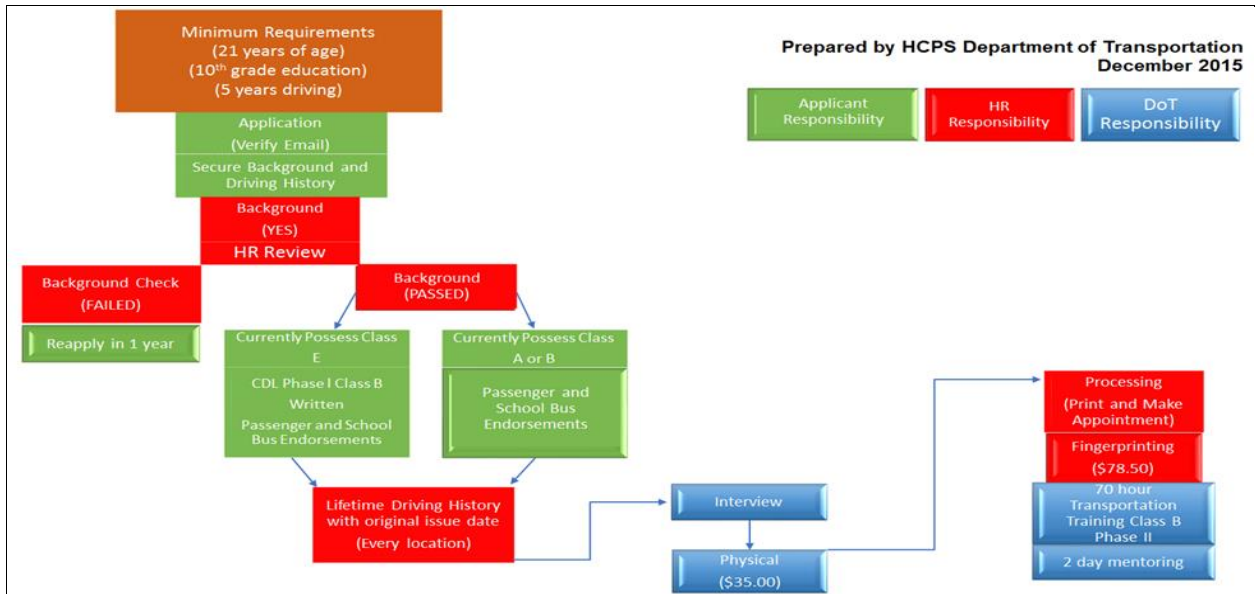 Minimum Requirements
(21 years of age)
(10th grade education)
(5 years driving)
Prepared by HCPS Department of Transportation
December 2015
Applicant
Responsibility
HR
Responsibility
DoT
Responsibility
Application
(Verify Email)
Secure Background and
Driving History
Background
(YES)
HR Review
Background Check
(FAILED)
Reapply in 1 year
Background
(PASSED)
Currently Possess Class
E
CDL Phase I Class B
Written
Passenger and School
Bus Endorsements
Currently Possess Class
A or B
Passenger and
School Bus
Endorsements
Lifetime Driving History
with original issue date
(Every location)
Interview
Physical
($35.00)
Processing
(Print and Make
Appointment)
Fingerprinting
($78.50)
70 hour
Transportation
Training Class B
Phase II
2 day mentoring